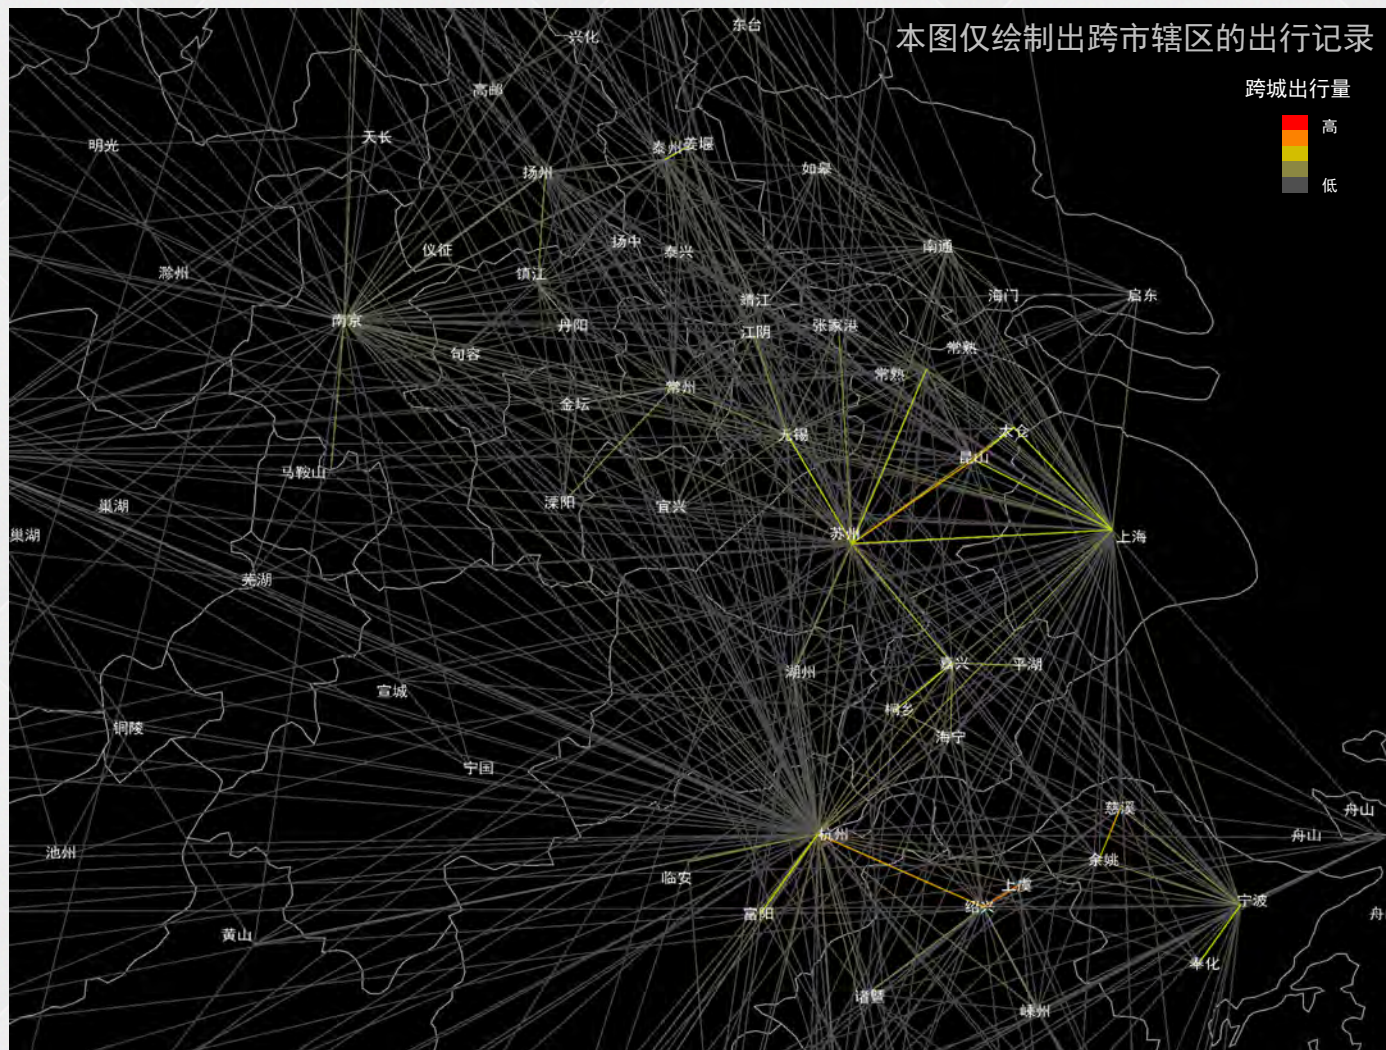 东台
本图仅绘制出跨市辖区的出行记录
兴化
高邮
跨城出行量
高
低
天长
明光
泰州
姜堰
如皋
扬州
扬中
仪征
泰兴
南通
滁州
镇江
靖江
海门
启东
南京
丹阳
江阴
张家港
句容
常熟
常熟
常州
金坛
无锡
太仓
昆山
马鞍山
溧阳
宜兴
巢湖
巢湖
苏州
上海
芜湖
嘉兴
平湖
湖州
宣城
桐乡
铜陵
海宁
宁国
慈溪
舟山
杭州
舟山
池州
余姚
临安
上虞
宁波
绍兴
富阳
舟
黄山
奉化
诸暨
嵊州